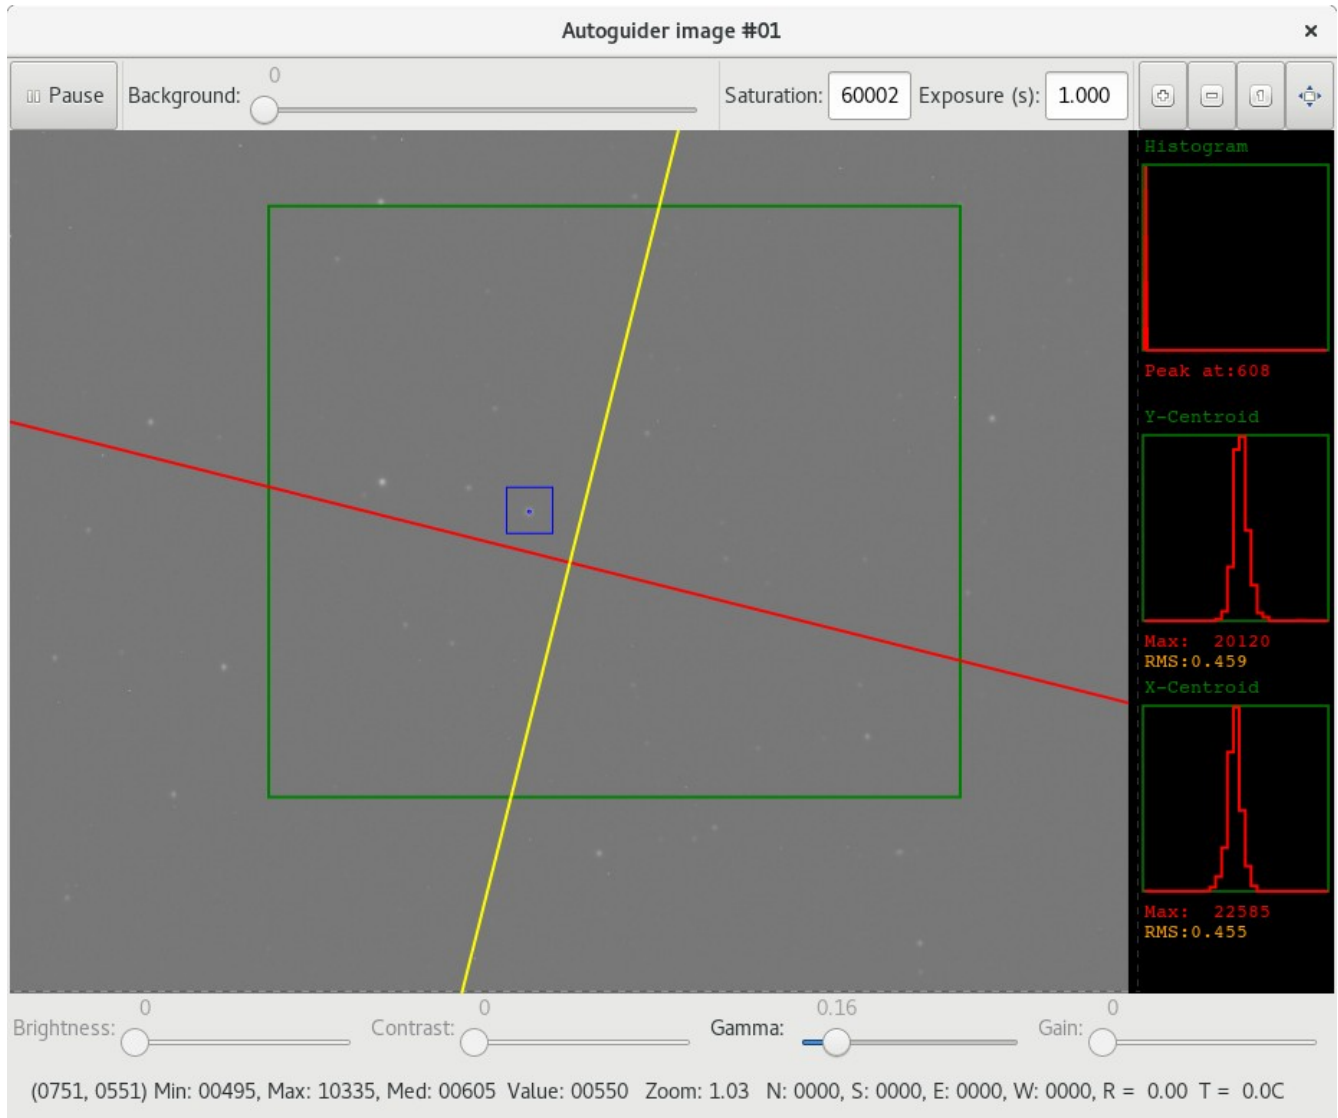 Autoguider image #01
Pause Background: 0 Saturation: 60002 Exposure (s): 1.000
Histogram
Peak at:608
Y-Centroid
Max: 20120
RMS:0.459
X-Centroid
Max: 22585
RMS:0.455
Brightness: 0 Contrast: 0 Gamma: 0.16 Gain: 0
(0751, 0551) Min: 00495, Max: 10335, Med: 00605 Value: 00550 Zoom: 1.03 N: 0000, S: 0000, E: 0000, W: 0000, R = 0.00 T = 0.0C